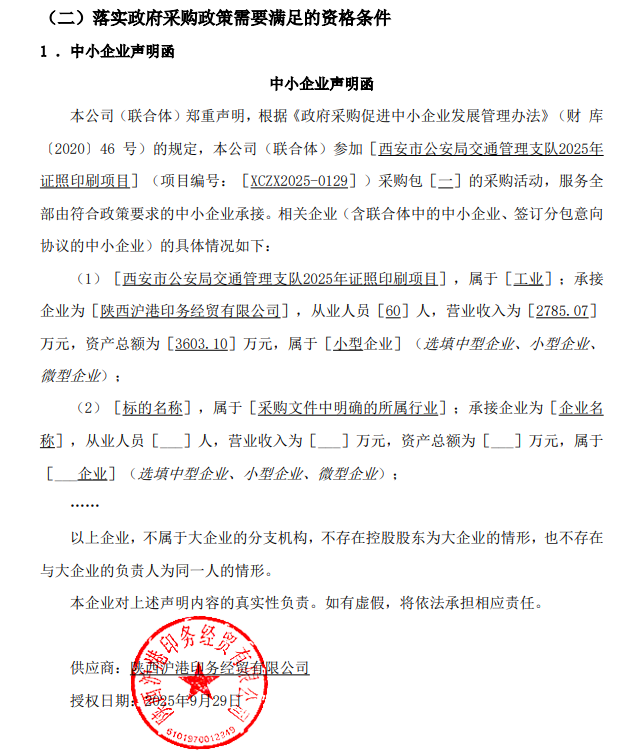 （二）落实政府采购政策需要满足的资格条件
1 ．中小企业声明函
中小企业声明函
本公司（联合体）郑重声明，根据《政府采购促进中小企业发展管理办法》（财 库
〔2020〕46 号）的规定，本公司（联合体）参加［西安市公安局交通管理支队2025年
证照印刷项目］（项目编号：［XCZX2025-0129］）采购包［一］的采购活动，服务全
部由符合政策要求的中小企业承接。相关企业（含联合体中的中小企业、签订分包意向
协议的中小企业）的具体情况如下：
（1）［西安市公安局交通管理支队2025年证照印刷项目］，属于［工业］；承接
企业为［陕西沪港印务经贸有限公司］，从业人员［60］人，营业收入为［2785.07］
万元，资产总额为［3603.10］万元，属于［小型企业］（选填中型企业、小型企业、
微型企业）；
（2）［标的名称］，属于［采购文件中明确的所属行业］；承接企业为［企业名
称］，从业人员［___］人，营业收入为［___］万元，资产总额为［___］万元，属于
［___企业］（选填中型企业、小型企业、微型企业）；
……
以上企业，不属于大企业的分支机构，不存在控股股东为大企业的情形，也不存在
与大企业的负责人为同一人的情形。
本企业对上述声明内容的真实性负责。如有虚假，将依法承担相应责任。
供应商：陕西沪港印务经贸有限公司
授权日期：2025年9月29日
陕西沪港印务经贸有限公司
6101970012349